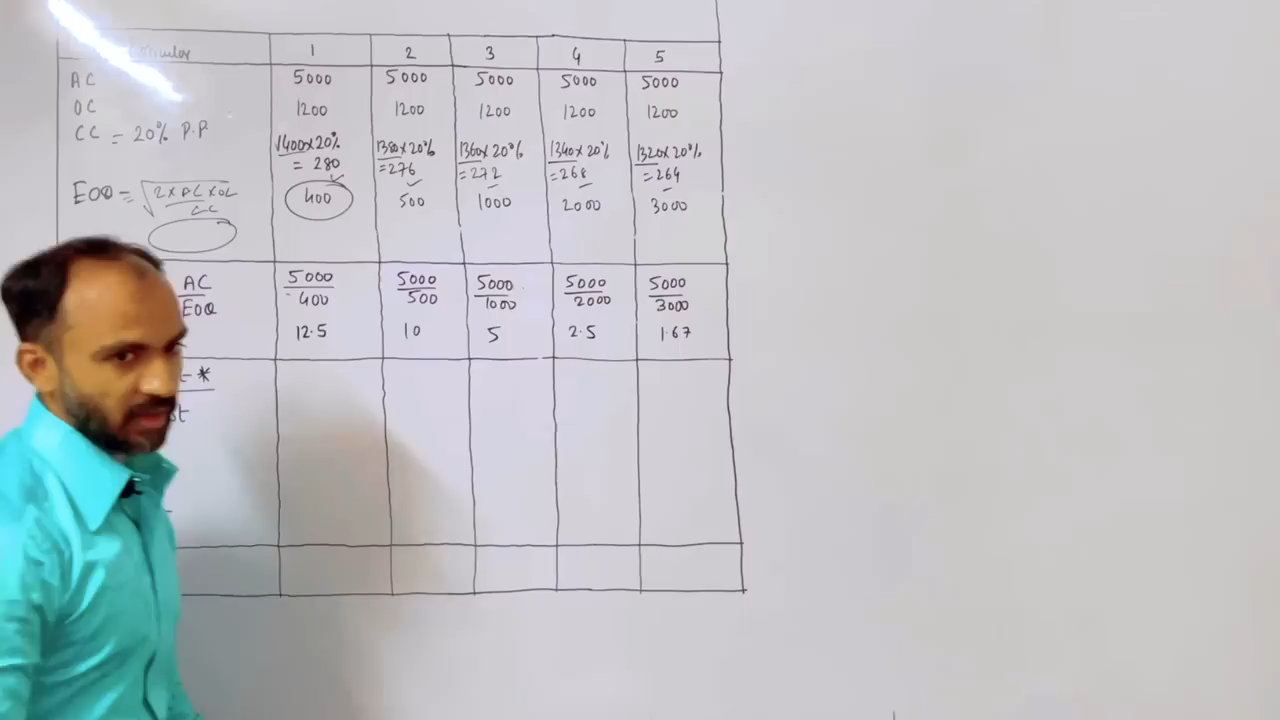 1 2 3 4 5
AC 5000 5000 5000 5000 5000
OC 1200 1200 1200 1200 1200
CC = 20% P.P 1400x20% 1380x20% 1360x20% 1340x20% 1320x20%
= 280 =276 =272 =268 =264
EOQ = √2 x AC x OC 400 500 1000 2000 3000
CC
AC 5000 5000 5000 5000 5000
EOQ 400 500 1000 2000 3000
12.5 10 5 2.5 1.67
*
st